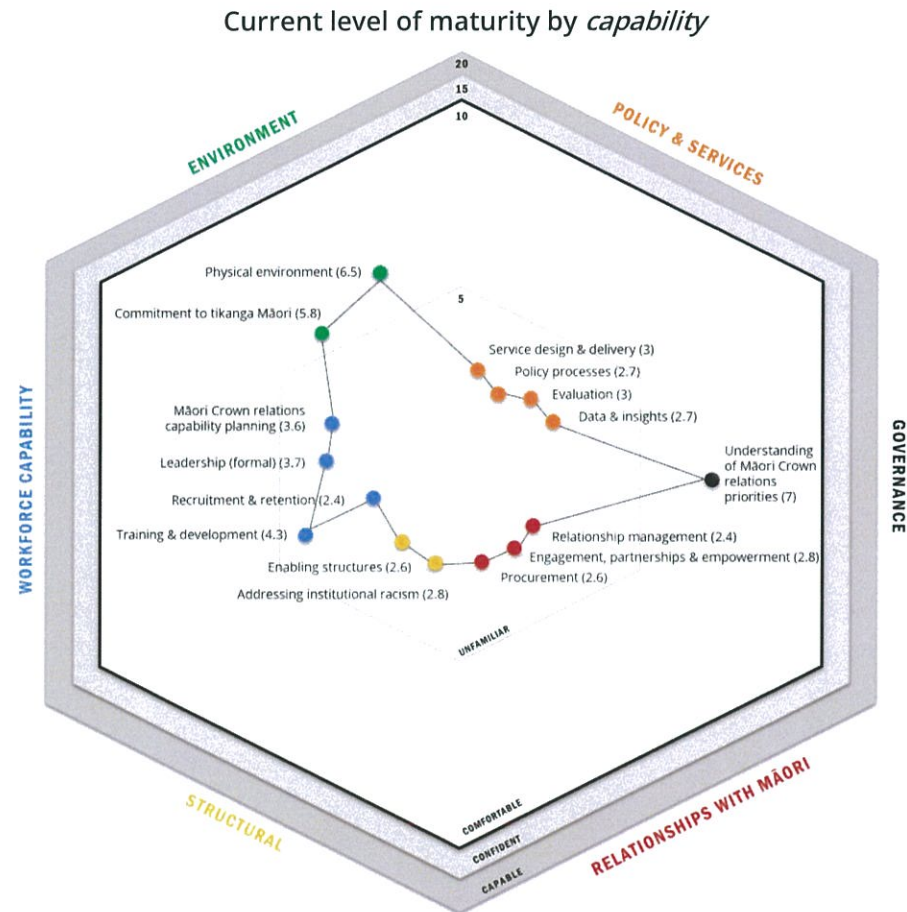 Current level of maturity by capability
20
15
10
ENVIRONMENT
POLICY & SERVICES
Physical environment (6.5)
5
Commitment to tikanga Māori (5.8)
Service design & delivery (3)
Policy processes (2.7)
Evaluation (3)
Data & insights (2.7)
Māori Crown relations
capability planning (3.6)
Leadership (formal) (3.7)
Recruitment & retention (2.4)
Training & development (4.3)
WORKFORCE CAPABILITY
Understanding
of Māori Crown
relations
priorities (7)
GOVERNANCE
Relationship management (2.4)
Engagement, partnerships & empowerment (2.8)
Procurement (2.6)
Enabling structures (2.6)
Addressing institutional racism (2.8)
UNFAMILIAR
COMFORTABLE
CONFIDENT
CAPABLE
STRUCTURAL
RELATIONSHIPS WITH MĀORI